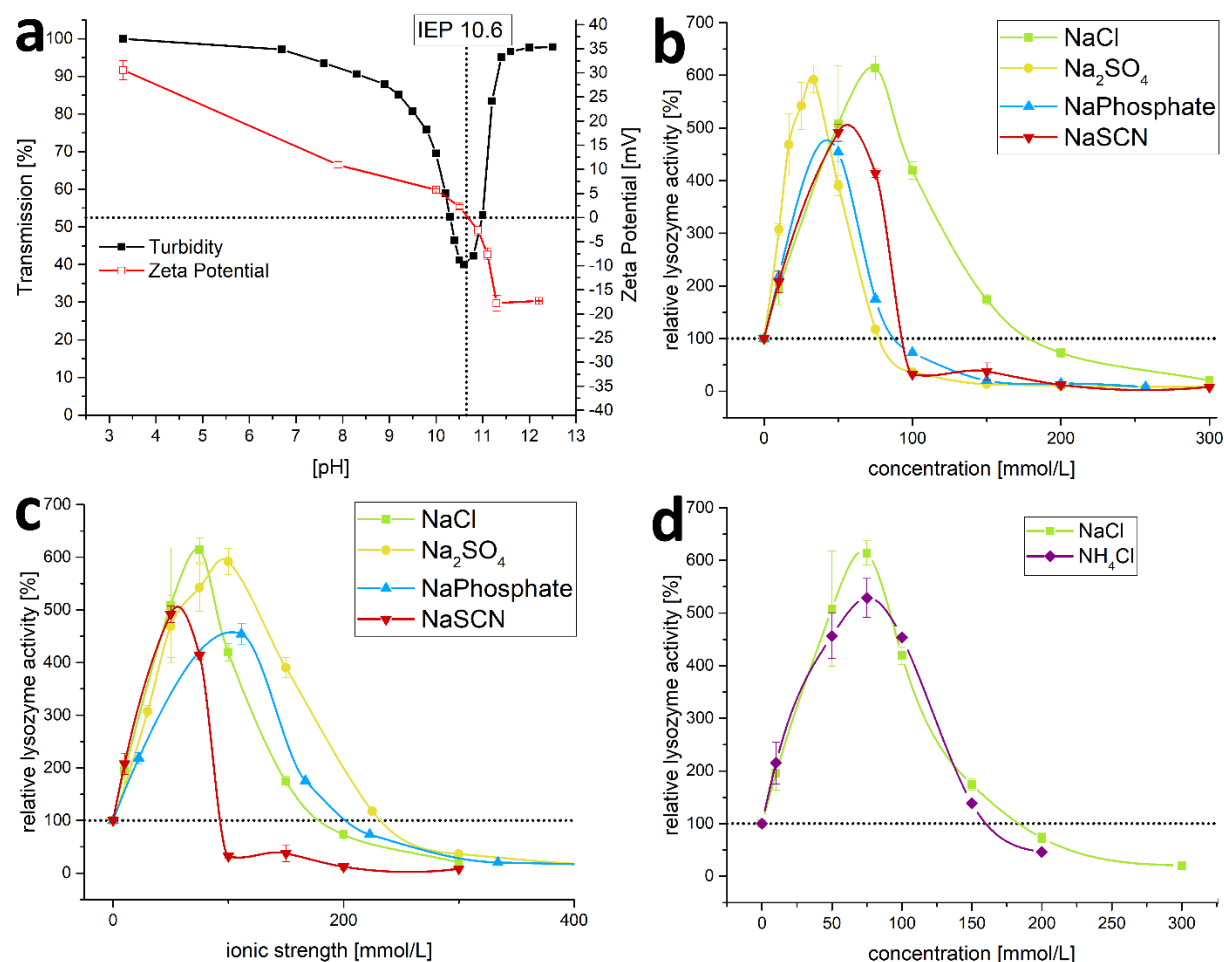 a
IEP 10.6
100
90
80
70
60
50
40
30
20
10
0
Transmission [%]
40
35
30
25
20
15
10
5
0
-5
-10
-15
-20
-25
-30
-35
-40
Zeta Potential [mV]
Turbidity
Zeta Potential
3 4 5 6 7 8 9 10 11 12 13
[pH]
b
700
600
500
400
300
200
100
0
relative lysozyme activity [%]
NaCl
Na2SO4
NaPhosphate
NaSCN
0 100 200 300
concentration [mmol/L]
c
700
600
500
400
300
200
100
0
relative lysozyme activity [%]
NaCl
Na2SO4
NaPhosphate
NaSCN
0 200 400
ionic strength [mmol/L]
d
700
600
500
400
300
200
100
0
relative lysozyme activity [%]
NaCl
NH4Cl
0 50 100 150 200 250 300
concentration [mmol/L]